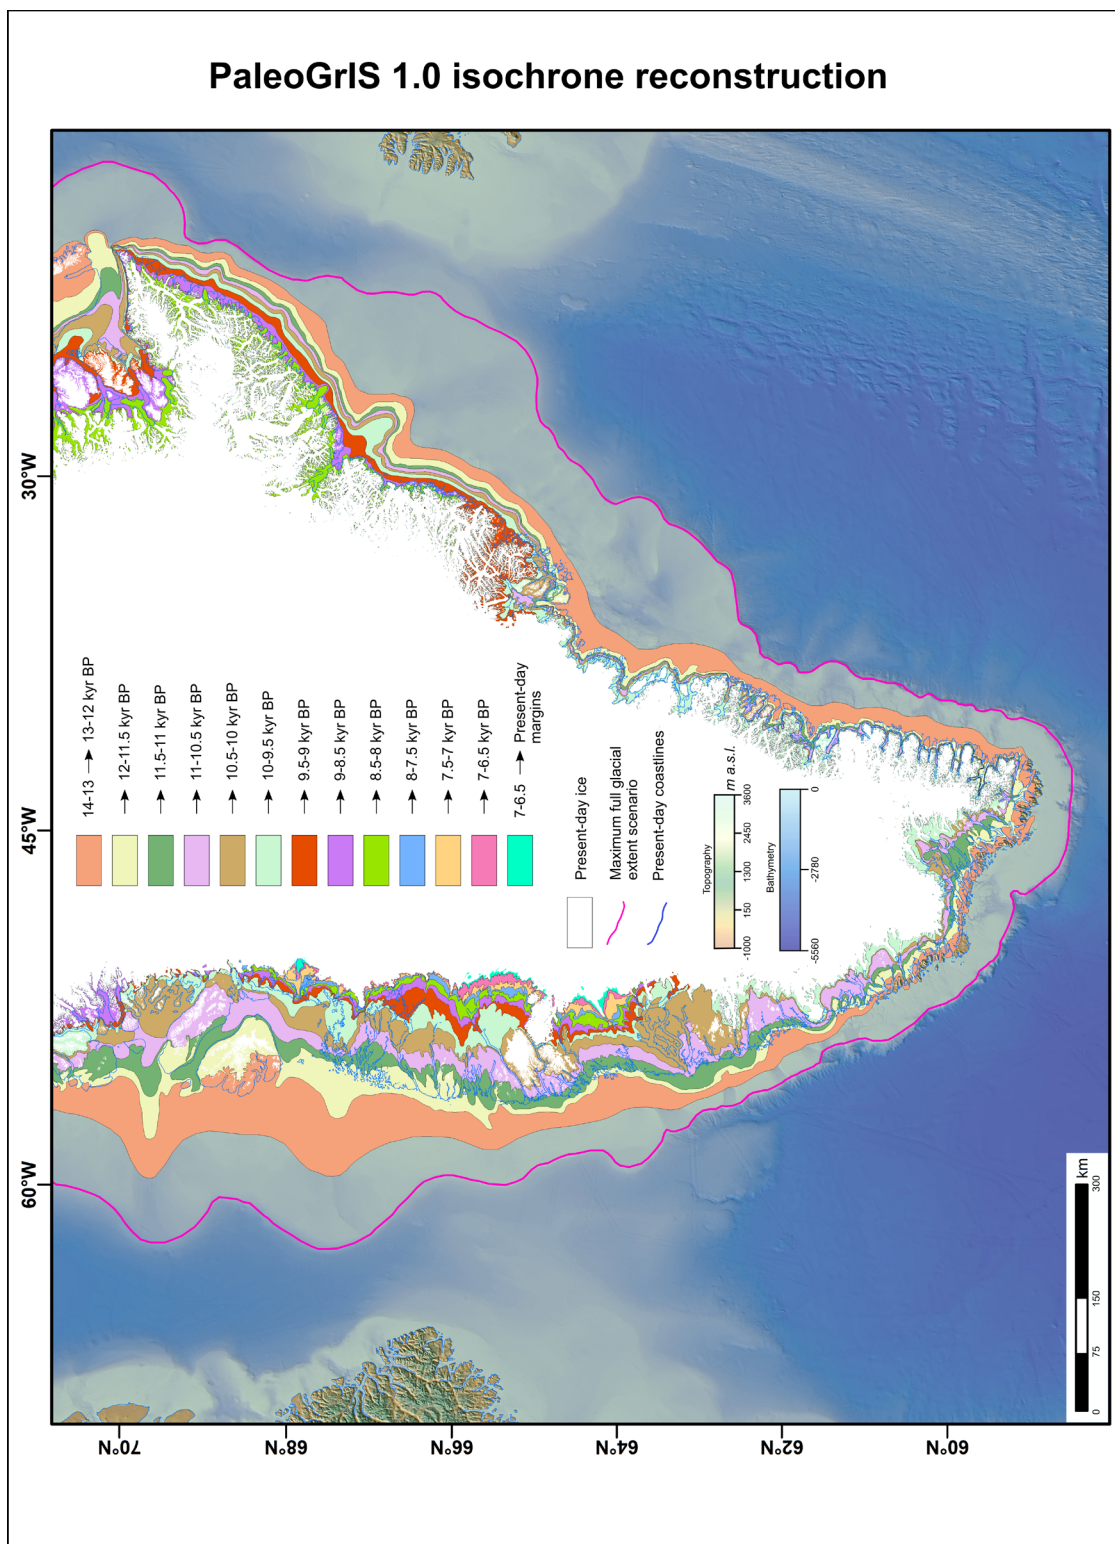 PaleoGrIS 1.0 isochrone reconstruction
30°W
45°W
60°W
70°N
68°N
66°N
64°N
62°N
60°N
14-13 → 13-12 kyr BP
→ 12-11.5 kyr BP
→ 11.5-11 kyr BP
→ 11-10.5 kyr BP
→ 10.5-10 kyr BP
→ 10-9.5 kyr BP
→ 9.5-9 kyr BP
→ 9-8.5 kyr BP
→ 8.5-8 kyr BP
→ 8-7.5 kyr BP
→ 7.5-7 kyr BP
→ 7-6.5 kyr BP
7-6.5 → Present-day
margins
Present-day ice
Maximum full glacial
extent scenario
Present-day coastlines
Topography
m a.s.l.
-1000 150 1300 2450 3600
Bathymetry
-5560 -2780 0
km
0 75 150 300